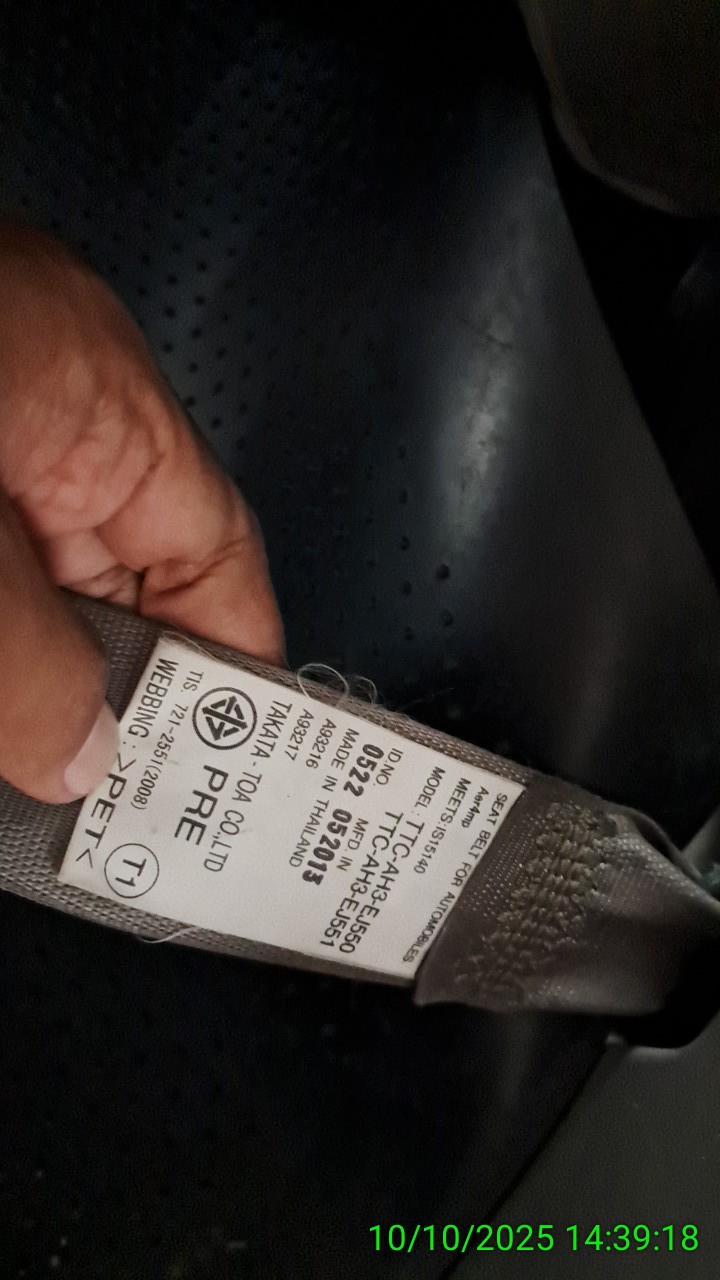 SEAT BELT FOR AUTOMOBILES
Aer4mp
MEETS:IS15140
MODEL: TTC-AH3-EJ550
TTC-AH3-EJ551
ID.NO. MFD IN
0522 052013
MADE IN THAILAND
A93216
A93217
TAKATA-TOA CO.,LTD
PRE
TIS. 721-2551(2008)
WEBBING : >PET<
T1
10/10/2025 14:39:18